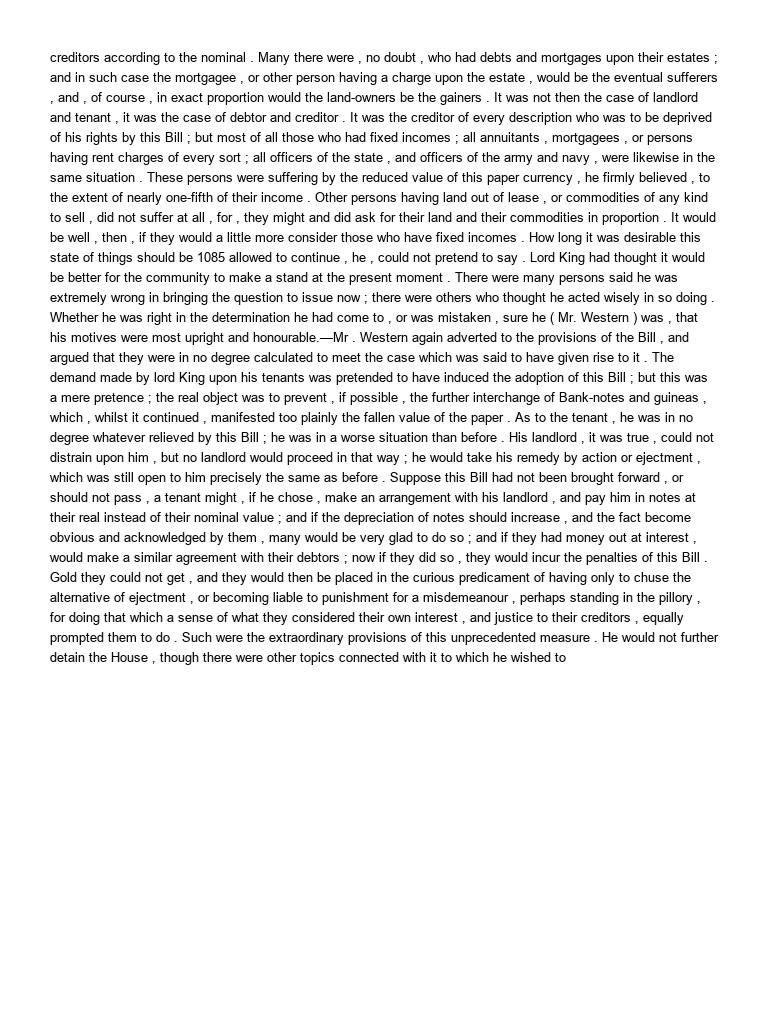 creditors according to the nominal . Many there were , no doubt , who had debts and mortgages upon their estates ;
and in such case the mortgagee , or other person having a charge upon the estate , would be the eventual sufferers
, and , of course , in exact proportion would the land-owners be the gainers . It was not then the case of landlord
and tenant , it was the case of debtor and creditor . It was the creditor of every description who was to be deprived
of his rights by this Bill ; but most of all those who had fixed incomes ; all annuitants , mortgagees , or persons
having rent charges of every sort ; all officers of the state , and officers of the army and navy , were likewise in the
same situation . These persons were suffering by the reduced value of this paper currency , he firmly believed , to
the extent of nearly one-fifth of their income . Other persons having land out of lease , or commodities of any kind
to sell , did not suffer at all , for , they might and did ask for their land and their commodities in proportion . It would
be well , then , if they would a little more consider those who have fixed incomes . How long it was desirable this
state of things should be 1085 allowed to continue , he , could not pretend to say . Lord King had thought it would
be better for the community to make a stand at the present moment . There were many persons said he was
extremely wrong in bringing the question to issue now ; there were others who thought he acted wisely in so doing .
Whether he was right in the determination he had come to , or was mistaken , sure he ( Mr. Western ) was , that
his motives were most upright and honourable.—Mr . Western again adverted to the provisions of the Bill , and
argued that they were in no degree calculated to meet the case which was said to have given rise to it . The
demand made by lord King upon his tenants was pretended to have induced the adoption of this Bill ; but this was
a mere pretence ; the real object was to prevent , if possible , the further interchange of Bank-notes and guineas ,
which , whilst it continued , manifested too plainly the fallen value of the paper . As to the tenant , he was in no
degree whatever relieved by this Bill ; he was in a worse situation than before . His landlord , it was true , could not
distrain upon him , but no landlord would proceed in that way ; he would take his remedy by action or ejectment ,
which was still open to him precisely the same as before . Suppose this Bill had not been brought forward , or
should not pass , a tenant might , if he chose , make an arrangement with his landlord , and pay him in notes at
their real instead of their nominal value ; and if the depreciation of notes should increase , and the fact become
obvious and acknowledged by them , many would be very glad to do so ; and if they had money out at interest ,
would make a similar agreement with their debtors ; now if they did so , they would incur the penalties of this Bill .
Gold they could not get , and they would then be placed in the curious predicament of having only to chuse the
alternative of ejectment , or becoming liable to punishment for a misdemeanour , perhaps standing in the pillory ,
for doing that which a sense of what they considered their own interest , and justice to their creditors , equally
prompted them to do . Such were the extraordinary provisions of this unprecedented measure . He would not further
detain the House , though there were other topics connected with it to which he wished to